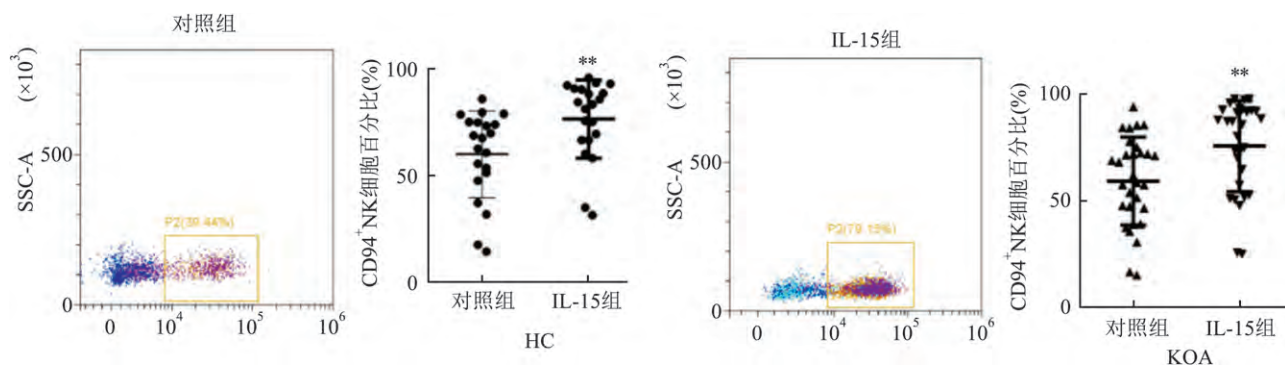 对照组
SSC-A (×10³)
500
0
P2(39.44%)
0 10⁴ 10⁵ 10⁶
CD94⁺NK细胞百分比(%)
100
50
0
**
对照组 IL-15组
HC
IL-15组
SSC-A (×10³)
500
0
P2(79.15%)
0 10⁴ 10⁵ 10⁶
CD94⁺NK细胞百分比(%)
100
50
0
**
对照组 IL-15组
KOA